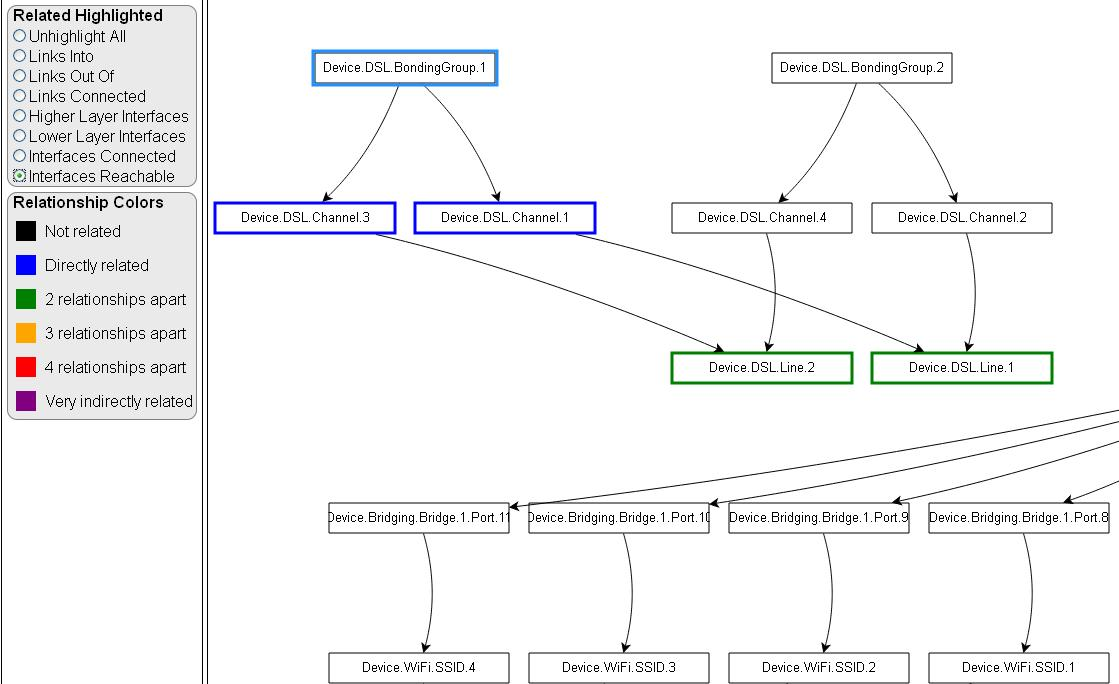 Related Highlighted
Unhighlight All
Links Into
Links Out Of
Links Connected
Higher Layer Interfaces
Lower Layer Interfaces
Interfaces Connected
Interfaces Reachable
Relationship Colors
Not related
Directly related
2 relationships apart
3 relationships apart
4 relationships apart
Very indirectly related
Device.DSL.BondingGroup.1
Device.DSL.BondingGroup.2
Device.DSL.Channel.3
Device.DSL.Channel.1
Device.DSL.Channel.4
Device.DSL.Channel.2
Device.DSL.Line.2
Device.DSL.Line.1
Device.Bridging.Bridge.1.Port.11
Device.Bridging.Bridge.1.Port.10
Device.Bridging.Bridge.1.Port.9
Device.Bridging.Bridge.1.Port.8
Device.WiFi.SSID.4
Device.WiFi.SSID.3
Device.WiFi.SSID.2
Device.WiFi.SSID.1